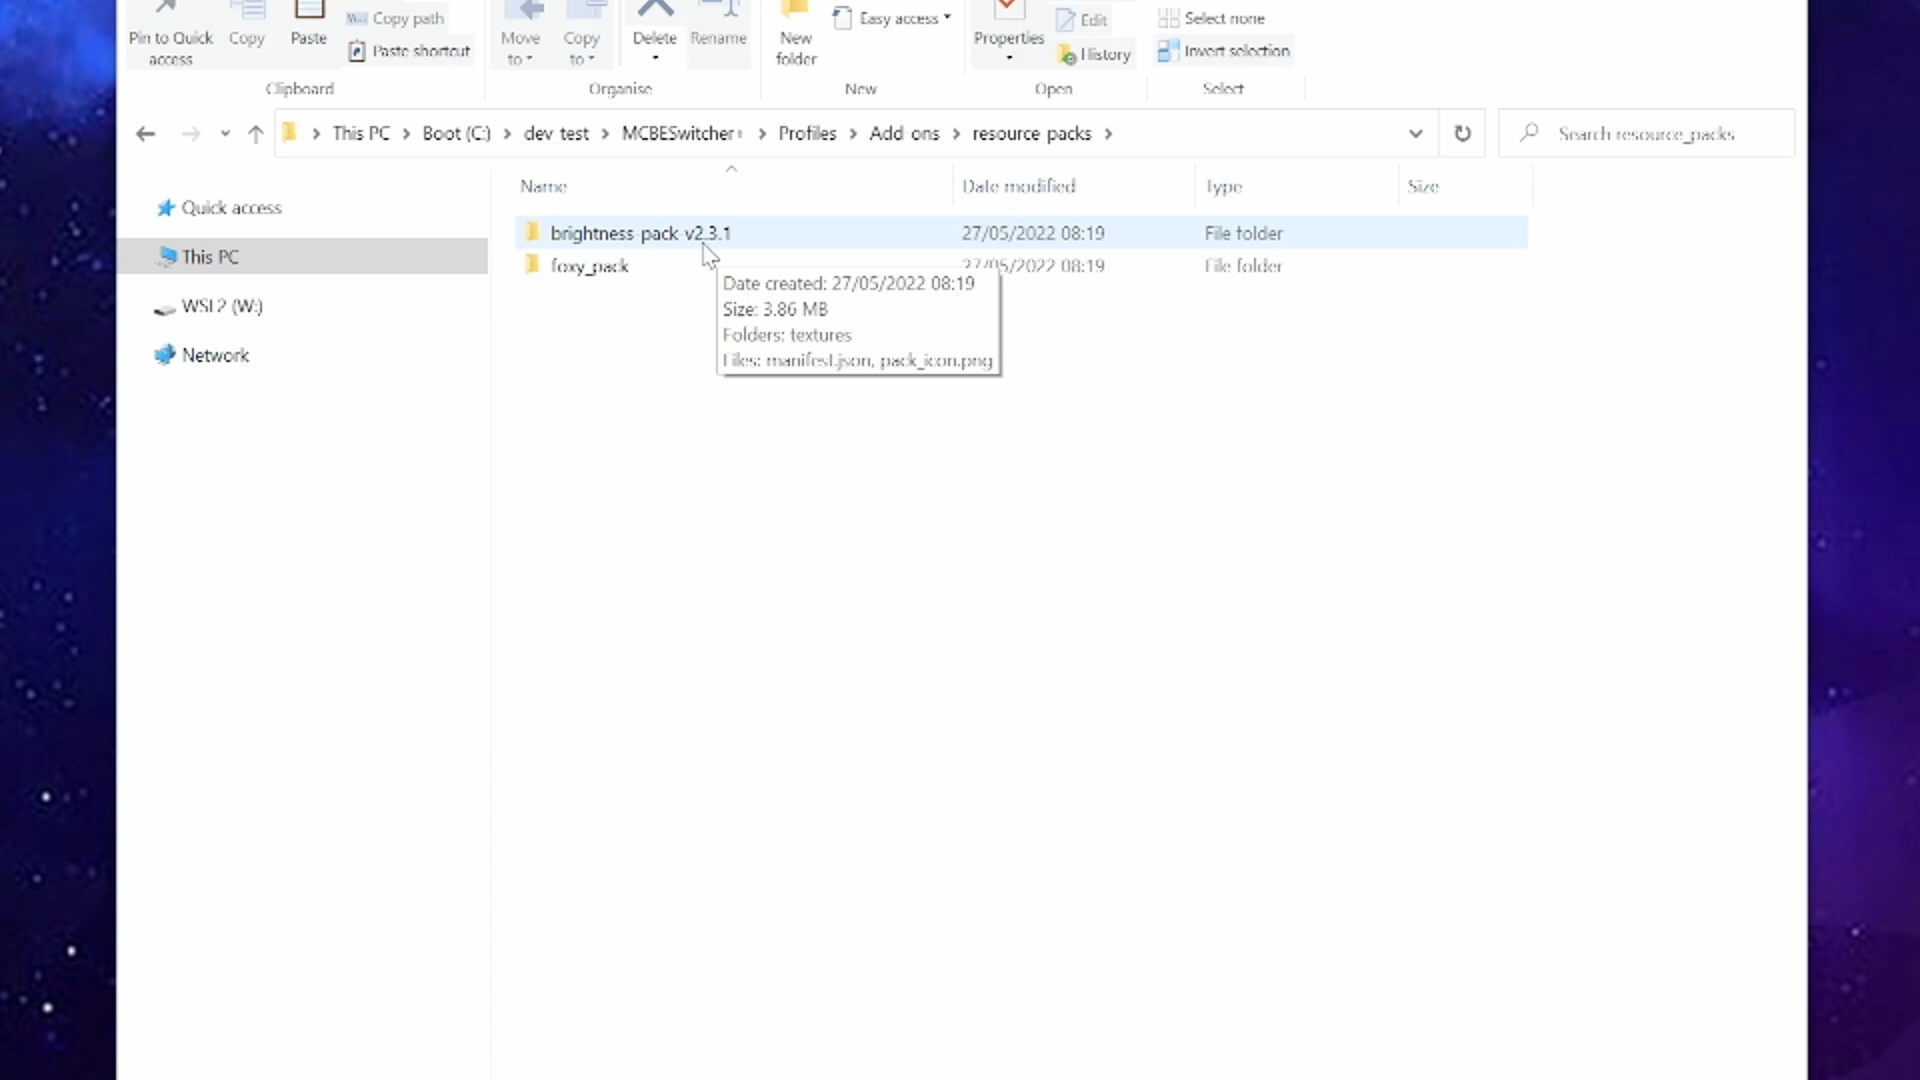 Pin to Quick access
Copy
Paste
Copy path
Paste shortcut
Move to
Copy to
Delete
Rename
New folder
Easy access
Properties
Edit
History
Select none
Invert selection
Clipboard
Organise
New
Open
Select
This PC > Boot (C:) > dev test > MCBESwitcher > Profiles > Add ons > resource packs >
Search resource_packs
Name Date modified Type Size
Quick access
This PC
WSL2 (W:)
Network
brightness-pack-v2.3.1 27/05/2022 08:19 File folder
foxy_pack 27/05/2022 08:19 File folder
Date created: 27/05/2022 08:19
Size: 3.86 MB
Folders: textures
Files: manifest.json, pack_icon.png